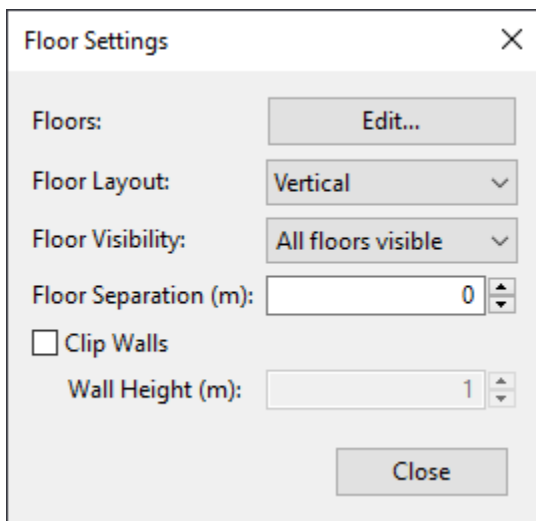 Floor Settings
Floors: Edit...
Floor Layout: Vertical
Floor Visibility: All floors visible
Floor Separation (m): 0
Clip Walls
Wall Height (m): 1
Close